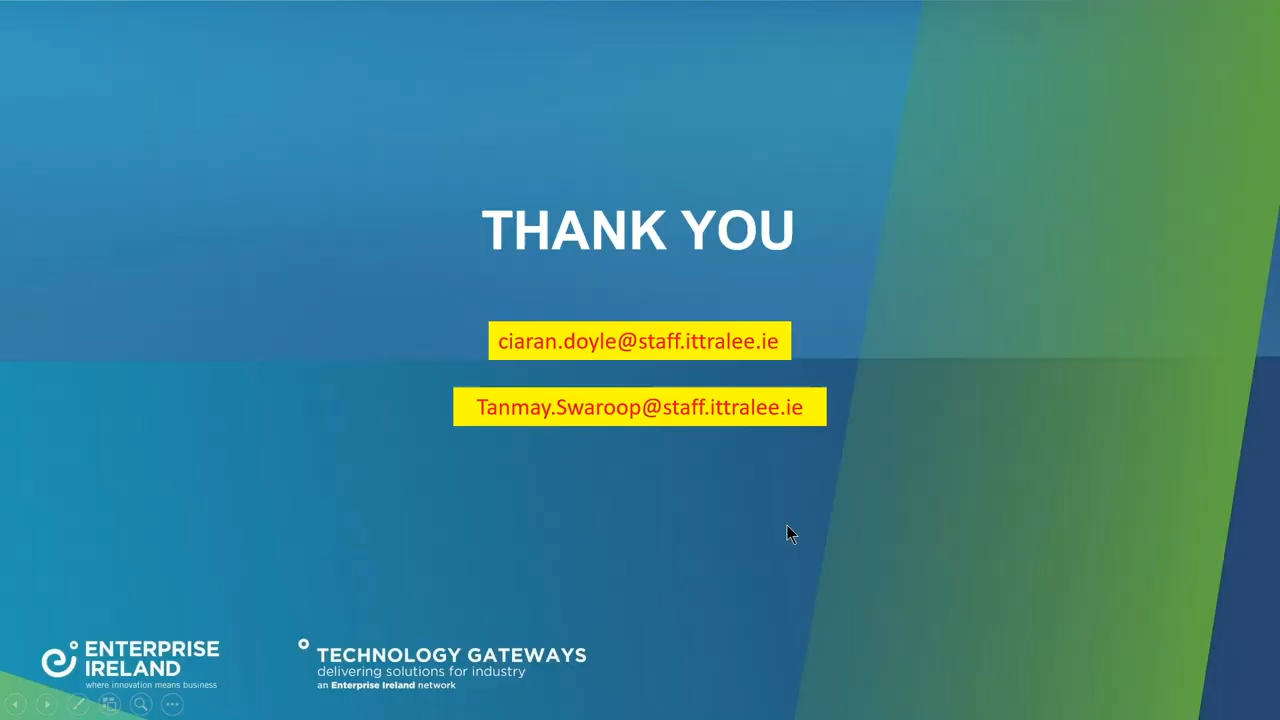 THANK YOU
ciaran.doyle@staff.ittralee.ie
Tanmay.Swaroop@staff.ittralee.ie
ENTERPRISE
IRELAND
where innovation means business
TECHNOLOGY GATEWAYS
delivering solutions for industry
an Enterprise Ireland network